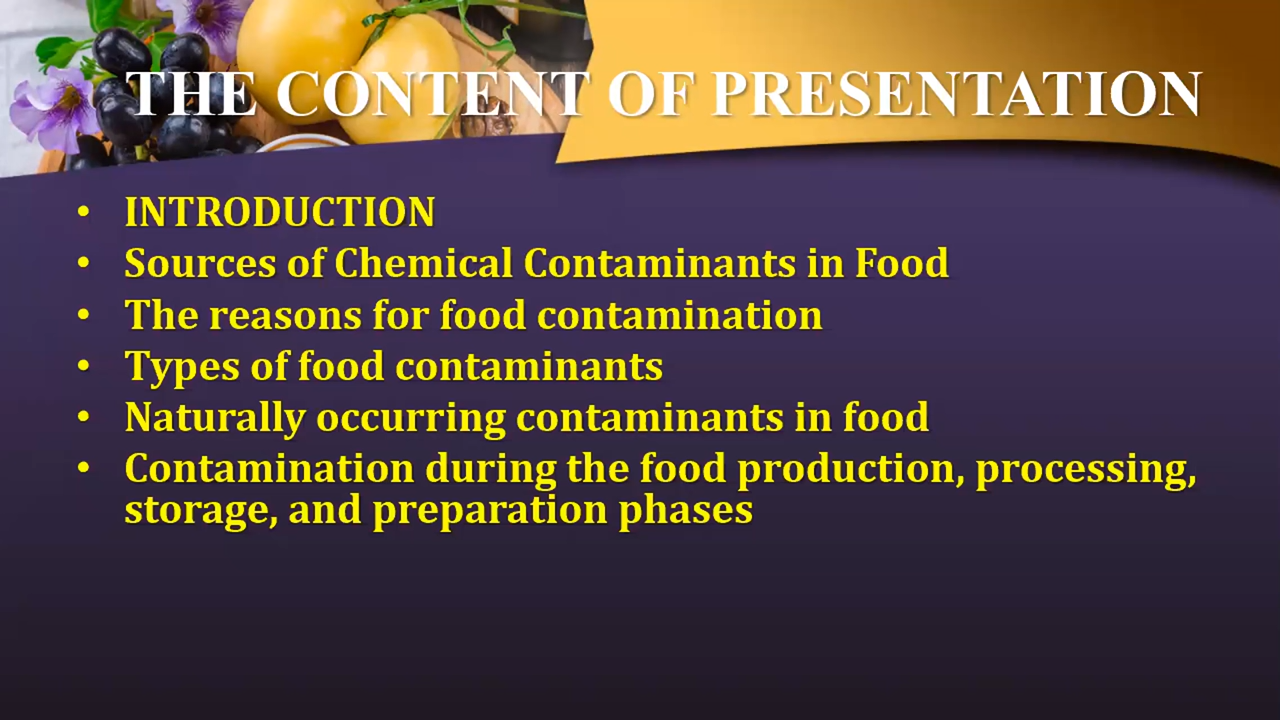 THE CONTENT OF PRESENTATION
• INTRODUCTION
• Sources of Chemical Contaminants in Food
• The reasons for food contamination
• Types of food contaminants
• Naturally occurring contaminants in food
• Contamination during the food production, processing,
storage, and preparation phases